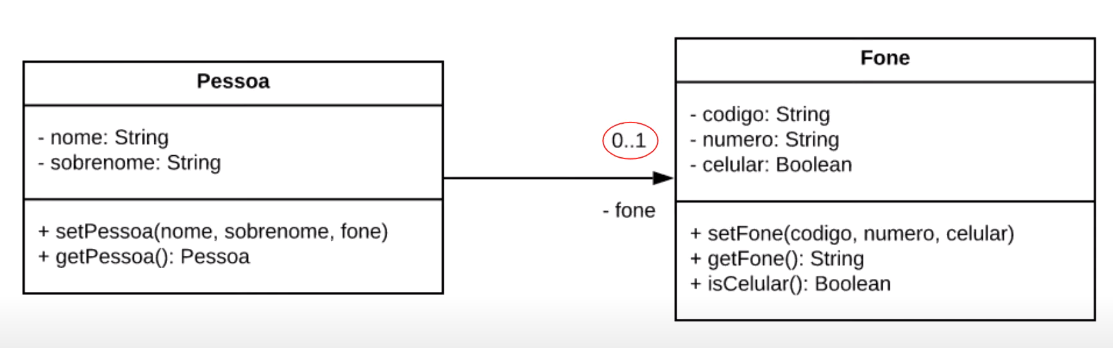 Pessoa
- nome: String
- sobrenome: String
+ setPessoa(nome, sobrenome, fone)
+ getPessoa(): Pessoa
0..1
- fone
Fone
- codigo: String
- numero: String
- celular: Boolean
+ setFone(codigo, numero, celular)
+ getFone(): String
+ isCelular(): Boolean